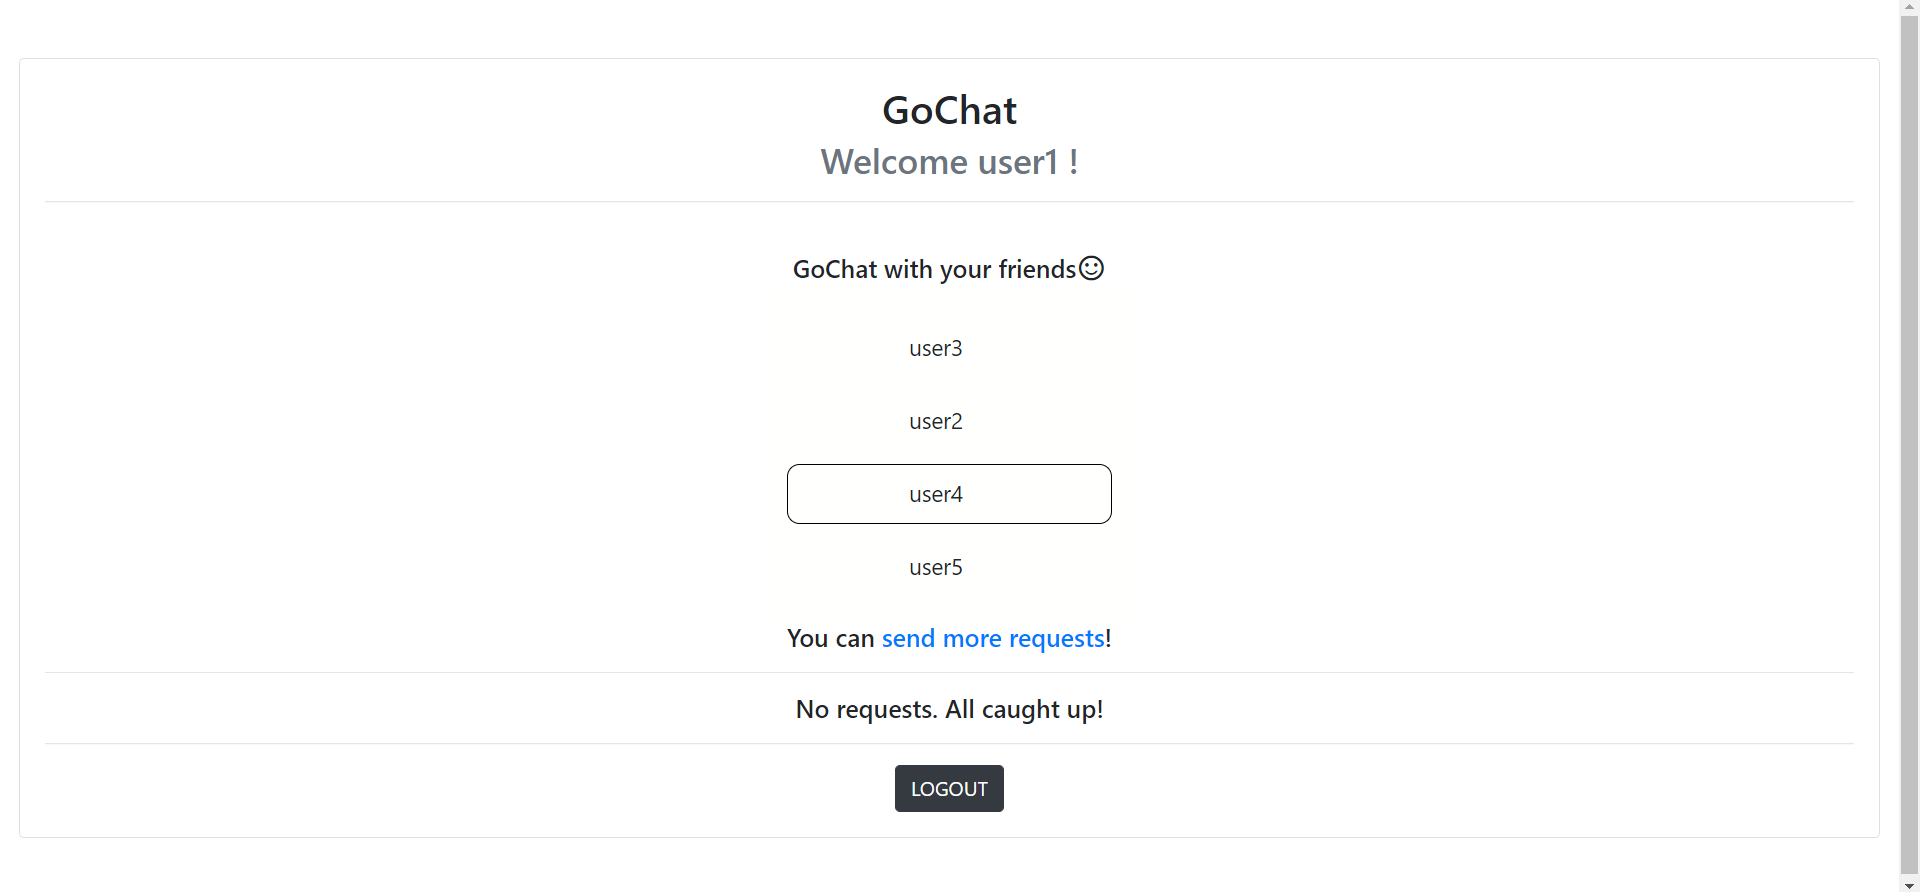 GoChat
Welcome user1 !
GoChat with your friends
user3
user2
user4
user5
You can send more requests!
No requests. All caught up!
LOGOUT